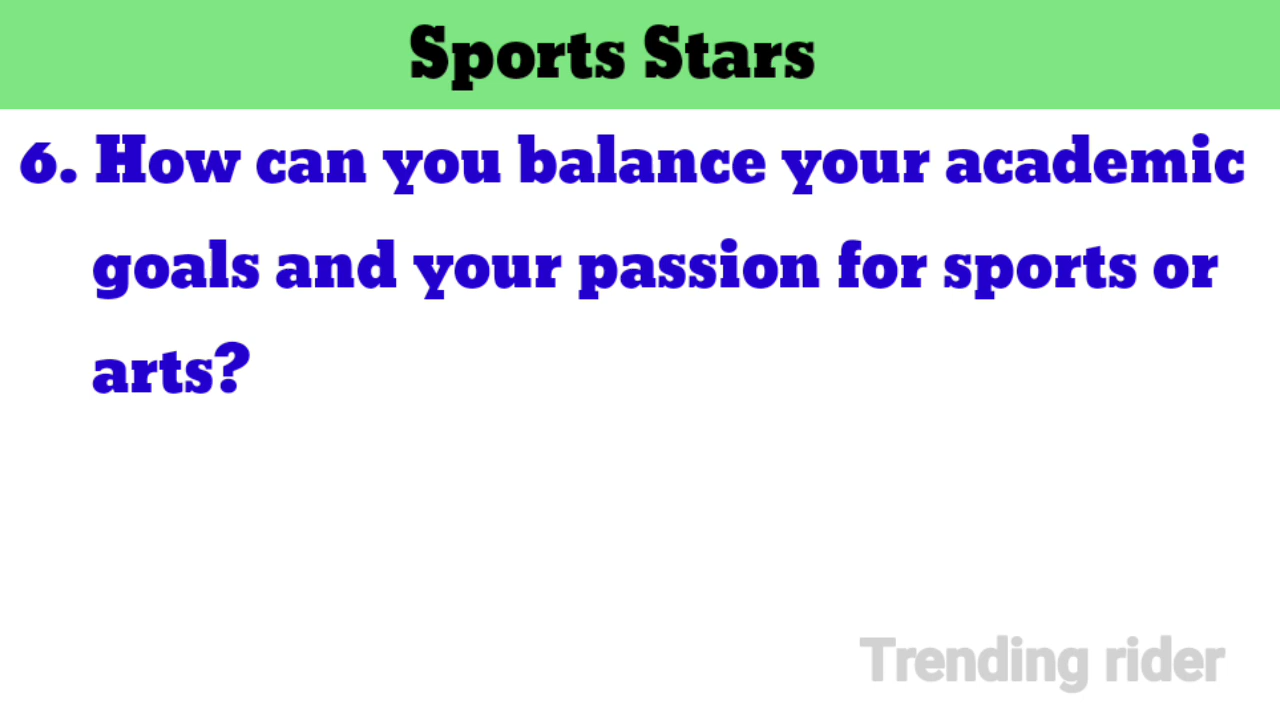 Sports Stars
6. How can you balance your academic
goals and your passion for sports or
arts?
Trending rider